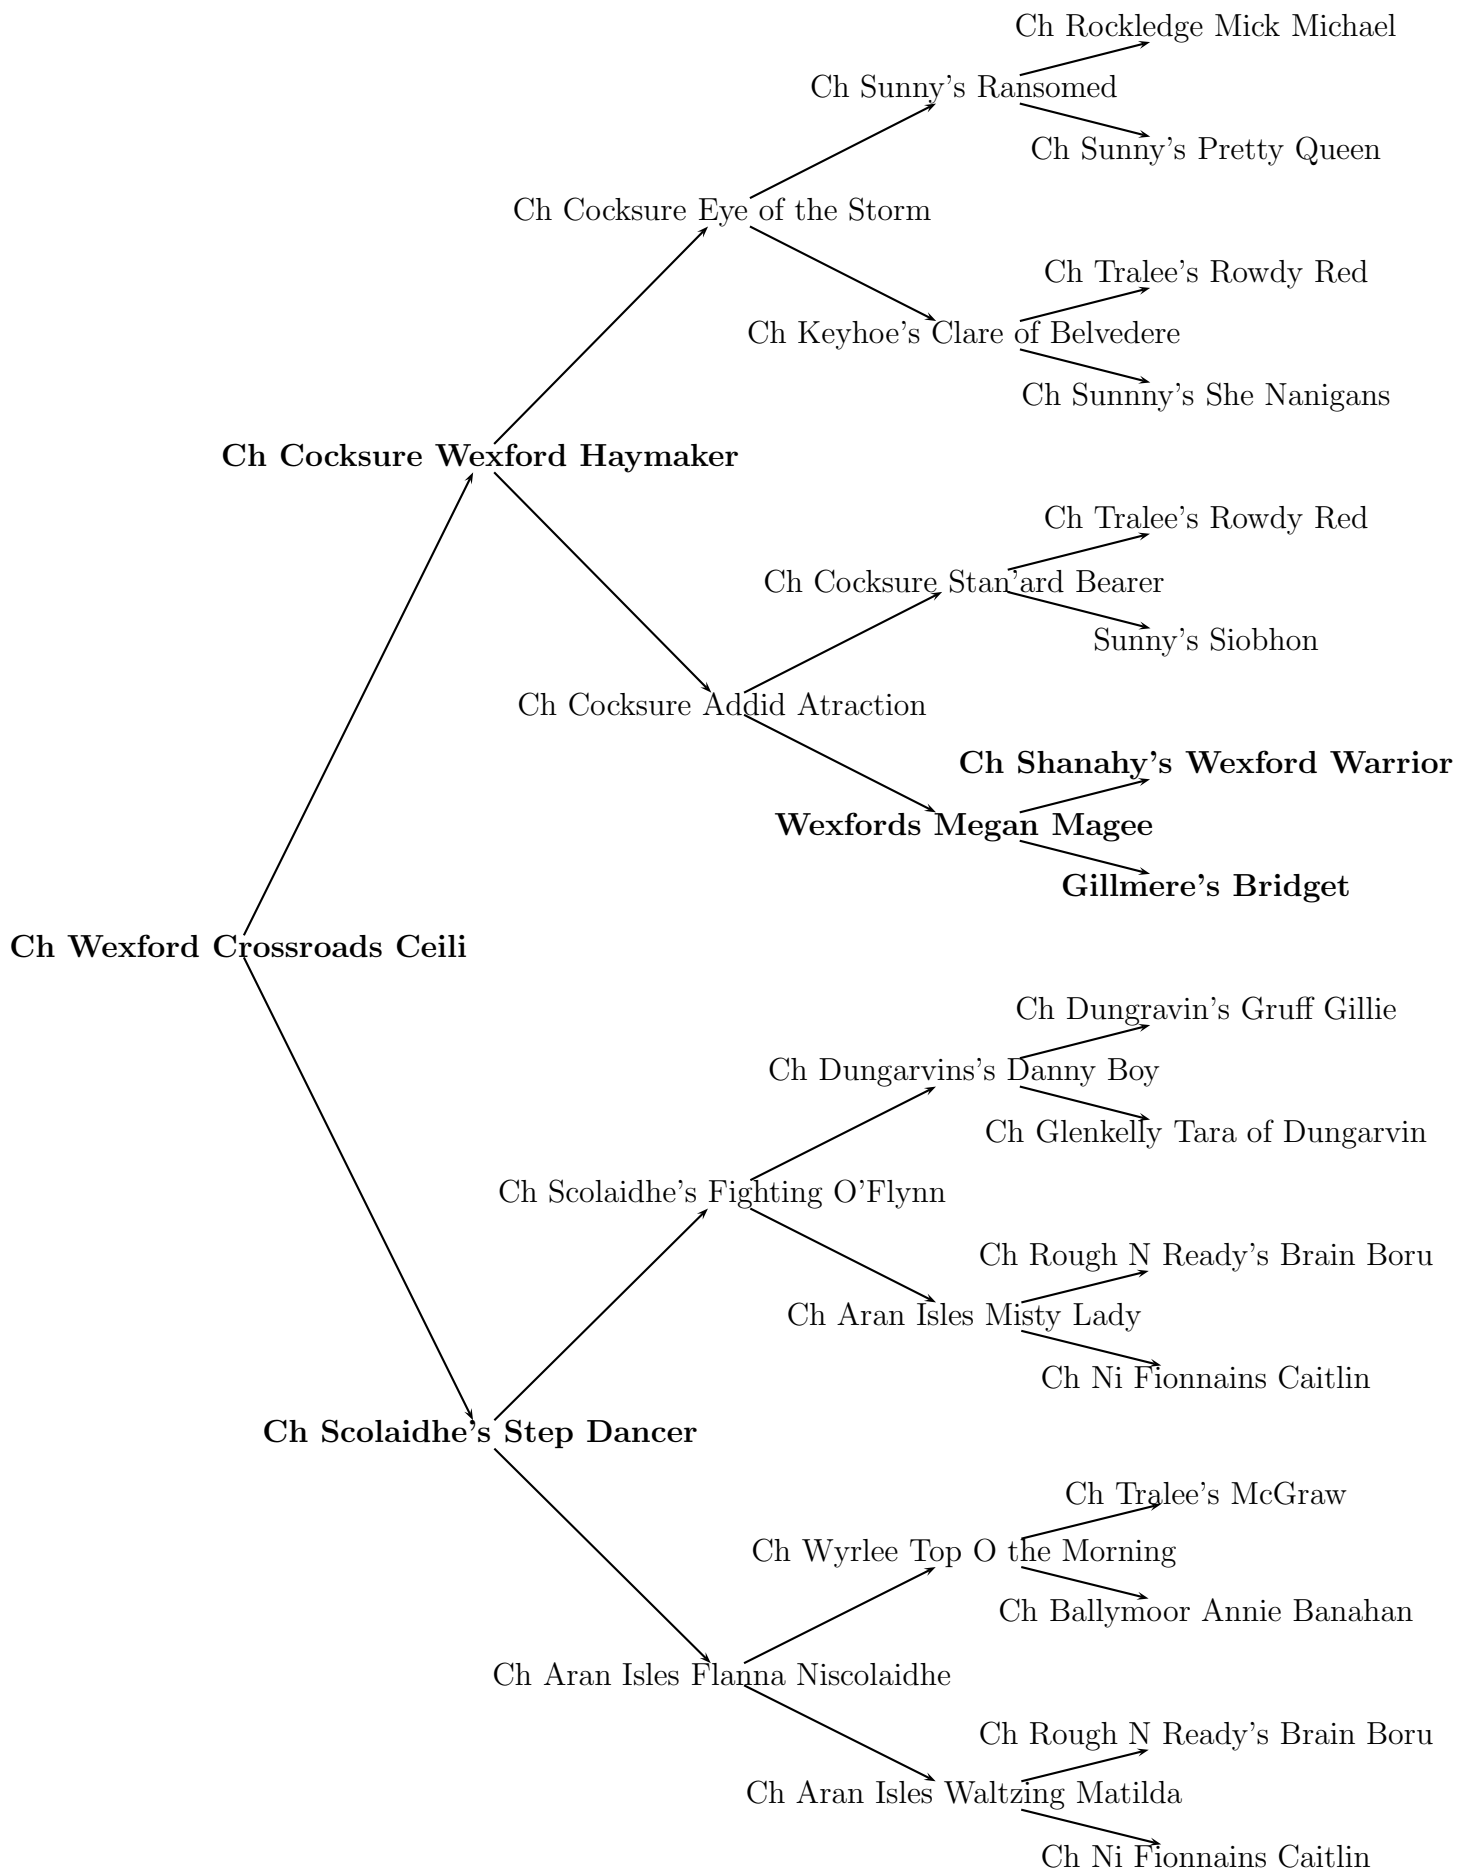 Ch Rockledge Mick Michael
Ch Sunny's Ransomed
Ch Sunny's Pretty Queen
Ch Cocksure Eye of the Storm
Ch Tralee's Rowdy Red
Ch Keyhoe's Clare of Belvedere
Ch Sunnny's She Nanigans
Ch Cocksure Wexford Haymaker
Ch Tralee's Rowdy Red
Ch Cocksure Stan'ard Bearer
Sunny's Siobhon
Ch Cocksure Addid Atraction
Ch Shanahy's Wexford Warrior
Wexfords Megan Magee
Gillmere's Bridget
Ch Wexford Crossroads Ceili
Ch Dungravin's Gruff Gillie
Ch Dungarvins's Danny Boy
Ch Glenkelly Tara of Dungarvin
Ch Scolaidhe's Fighting O'Flynn
Ch Rough N Ready's Brain Boru
Ch Aran Isles Misty Lady
Ch Ni Fionnains Caitlin
Ch Scolaidhe's Step Dancer
Ch Tralee's McGraw
Ch Wyrlee Top O the Morning
Ch Ballymoor Annie Banahan
Ch Aran Isles Flanna Niscolaidhe
Ch Rough N Ready's Brain Boru
Ch Aran Isles Waltzing Matilda
Ch Ni Fionnains Caitlin